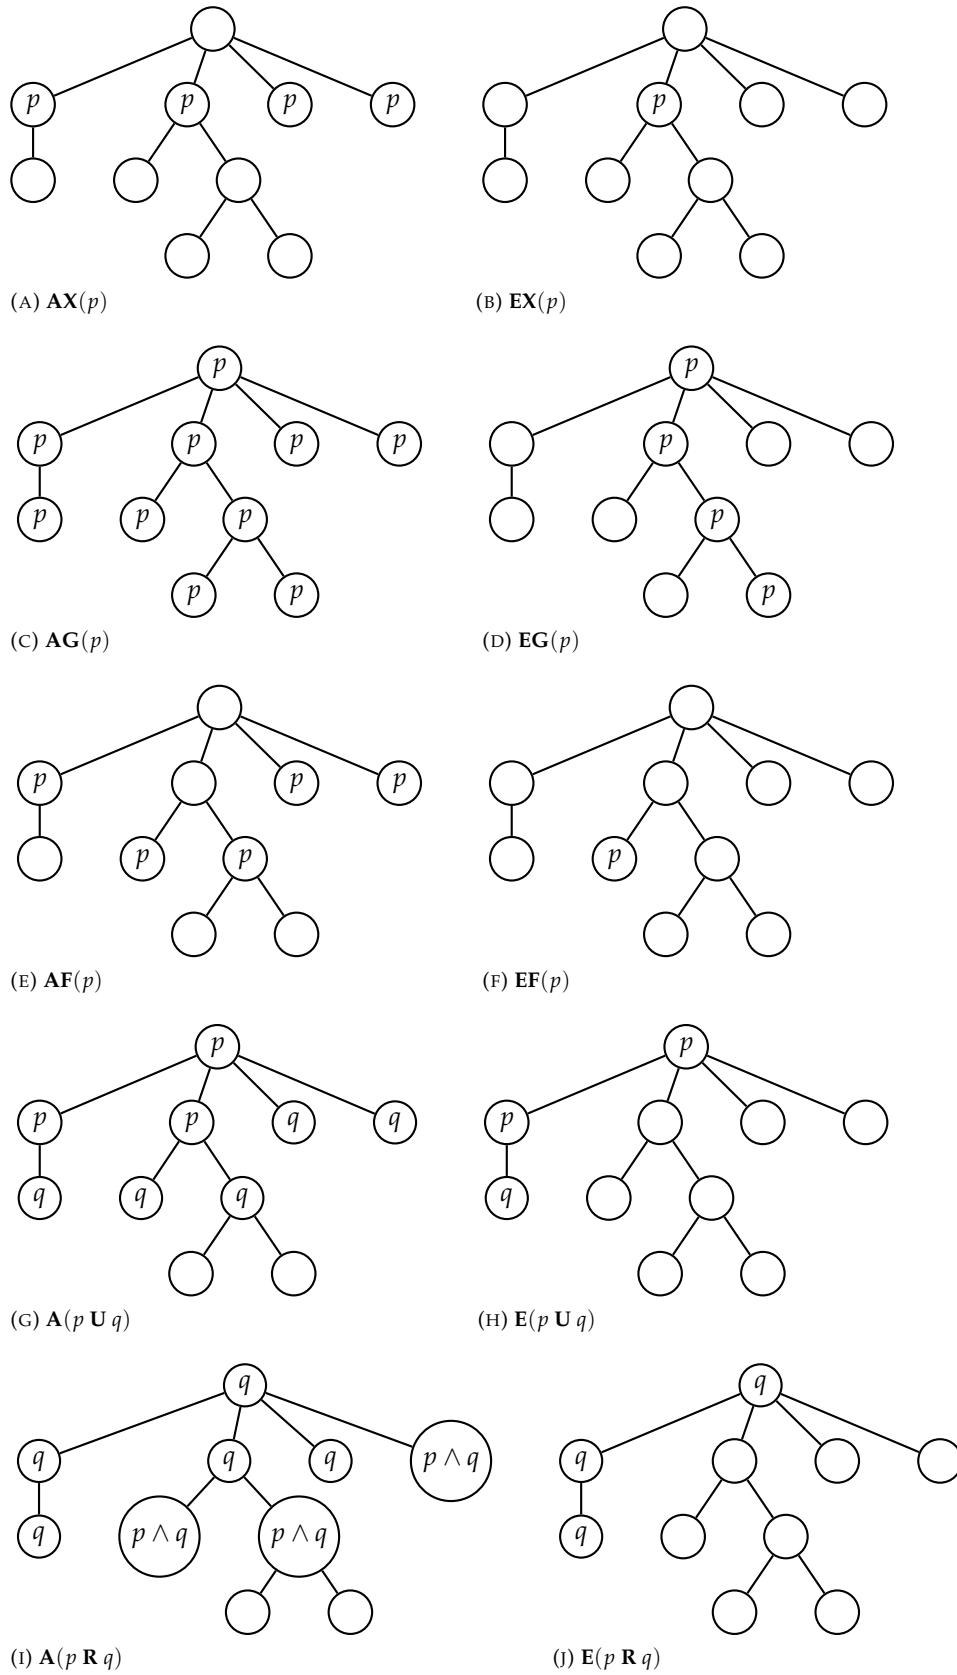 p p p p
p
(A) AX(p)
(B) EX(p)
p
p
p p p p
p
p p p
p
p p
p
(C) AG(p)
(D) EG(p)
p p p
p p
p
(E) AF(p)
(F) EF(p)
p
p
p p q q
p
q q q
q
(G) A(p U q)
(H) E(p U q)
q
q
q q q p ∧ q
q
q p ∧ q p ∧ q
q
(I) A(p R q)
(J) E(p R q)